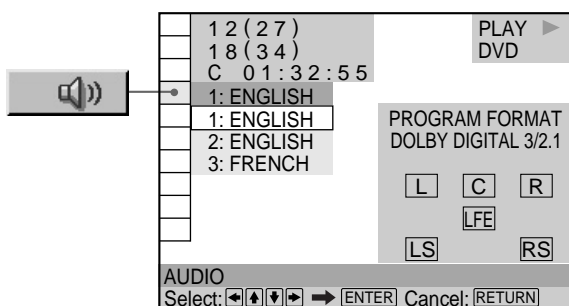 12(27)
18(34)
C 01:32:55
PLAY
DVD
1: ENGLISH
1: ENGLISH
2: ENGLISH
3: FRENCH
PROGRAM FORMAT
DOLBY DIGITAL 3/2.1
L C R
LFE
LS RS
AUDIO
Select: ENTER Cancel: RETURN